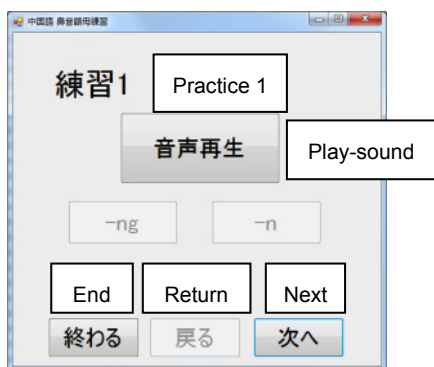 中国語 鼻音韻母練習
練習1
Practice 1
音声再生
Play-sound
-ng
-n
End
Return
Next
終わる
戻る
次へ